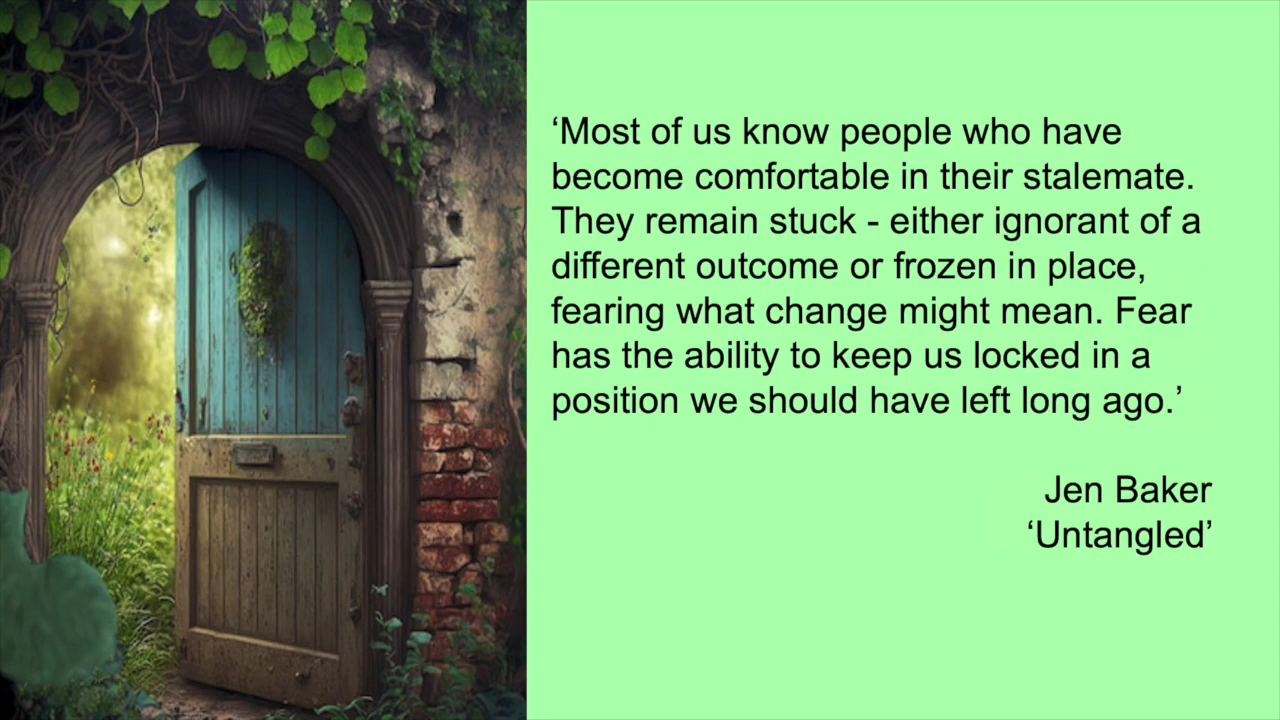 ‘Most of us know people who have
become comfortable in their stalemate.
They remain stuck - either ignorant of a
different outcome or frozen in place,
fearing what change might mean. Fear
has the ability to keep us locked in a
position we should have left long ago.’
Jen Baker
‘Untangled’